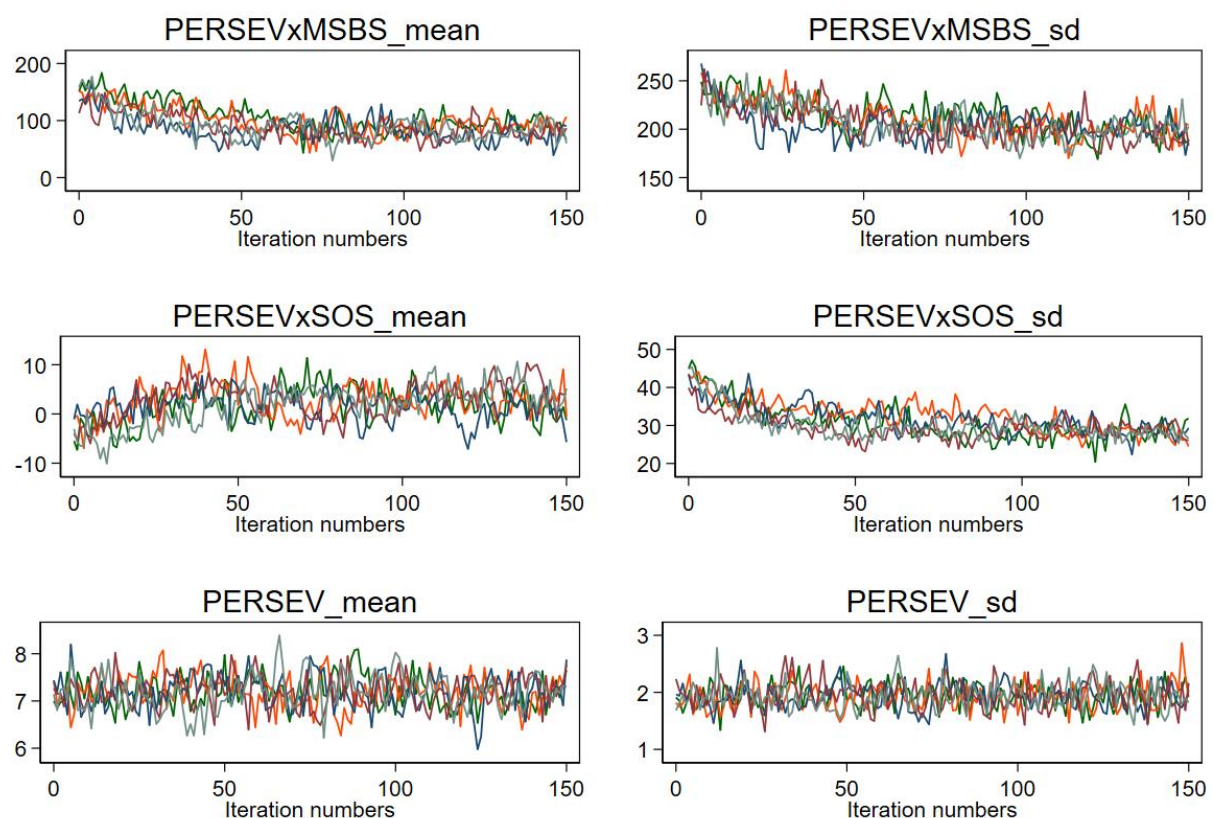 PERSEVxMSBS_mean
200
100
0
0 50 100 150
Iteration numbers
PERSEVxMSBS_sd
250
200
150
0 50 100 150
Iteration numbers
PERSEVxSOS_mean
10
0
-10
0 50 100 150
Iteration numbers
PERSEVxSOS_sd
50
40
30
20
0 50 100 150
Iteration numbers
PERSEV_mean
8
7
6
0 50 100 150
Iteration numbers
PERSEV_sd
3
2
1
0 50 100 150
Iteration numbers